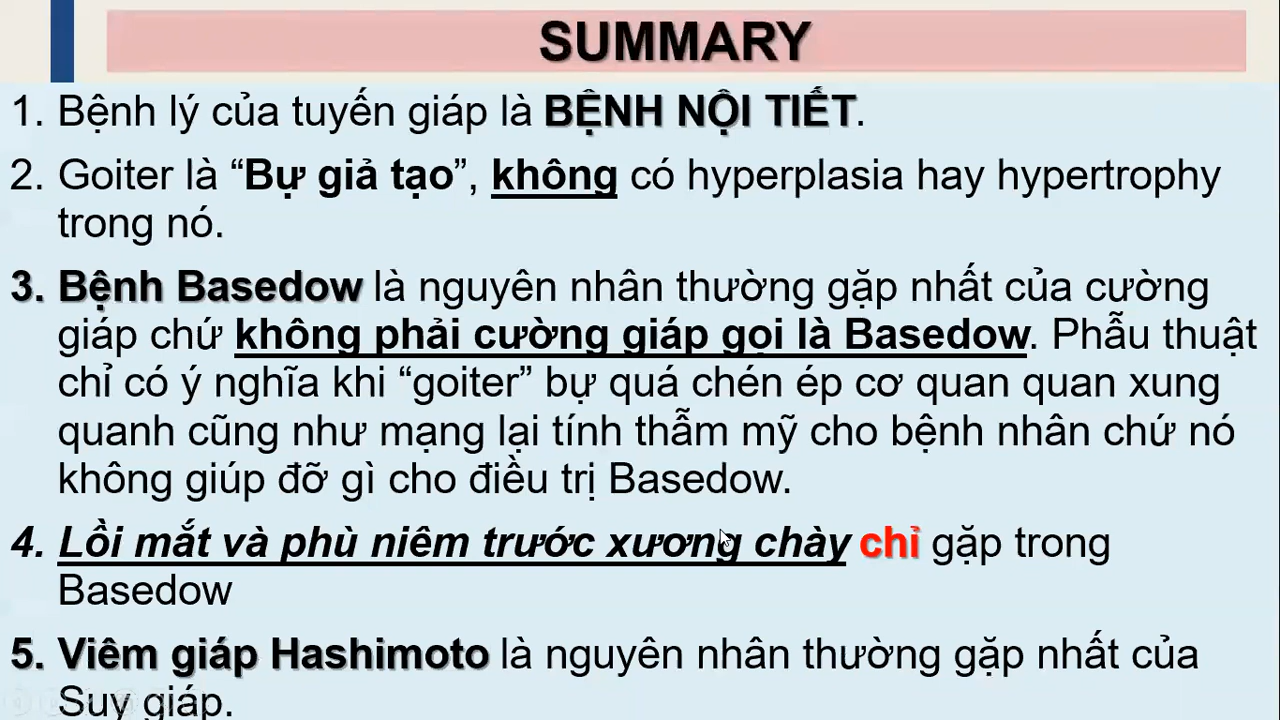 SUMMARY
1. Bệnh lý của tuyến giáp là BỆNH NỘI TIẾT.
2. Goiter là “Bự giả tạo”, không có hyperplasia hay hypertrophy
trong nó.
3. Bệnh Basedow là nguyên nhân thường gặp nhất của cường
giáp chứ không phải cường giáp gọi là Basedow. Phẫu thuật
chỉ có ý nghĩa khi “goiter” bự quá chén ép cơ quan quan xung
quanh cũng như mạng lại tính thẫm mỹ cho bệnh nhân chứ nó
không giúp đỡ gì cho điều trị Basedow.
4. Lồi mắt và phù niêm trước xương chày chỉ gặp trong
Basedow
5. Viêm giáp Hashimoto là nguyên nhân thường gặp nhất của
Suy giáp.